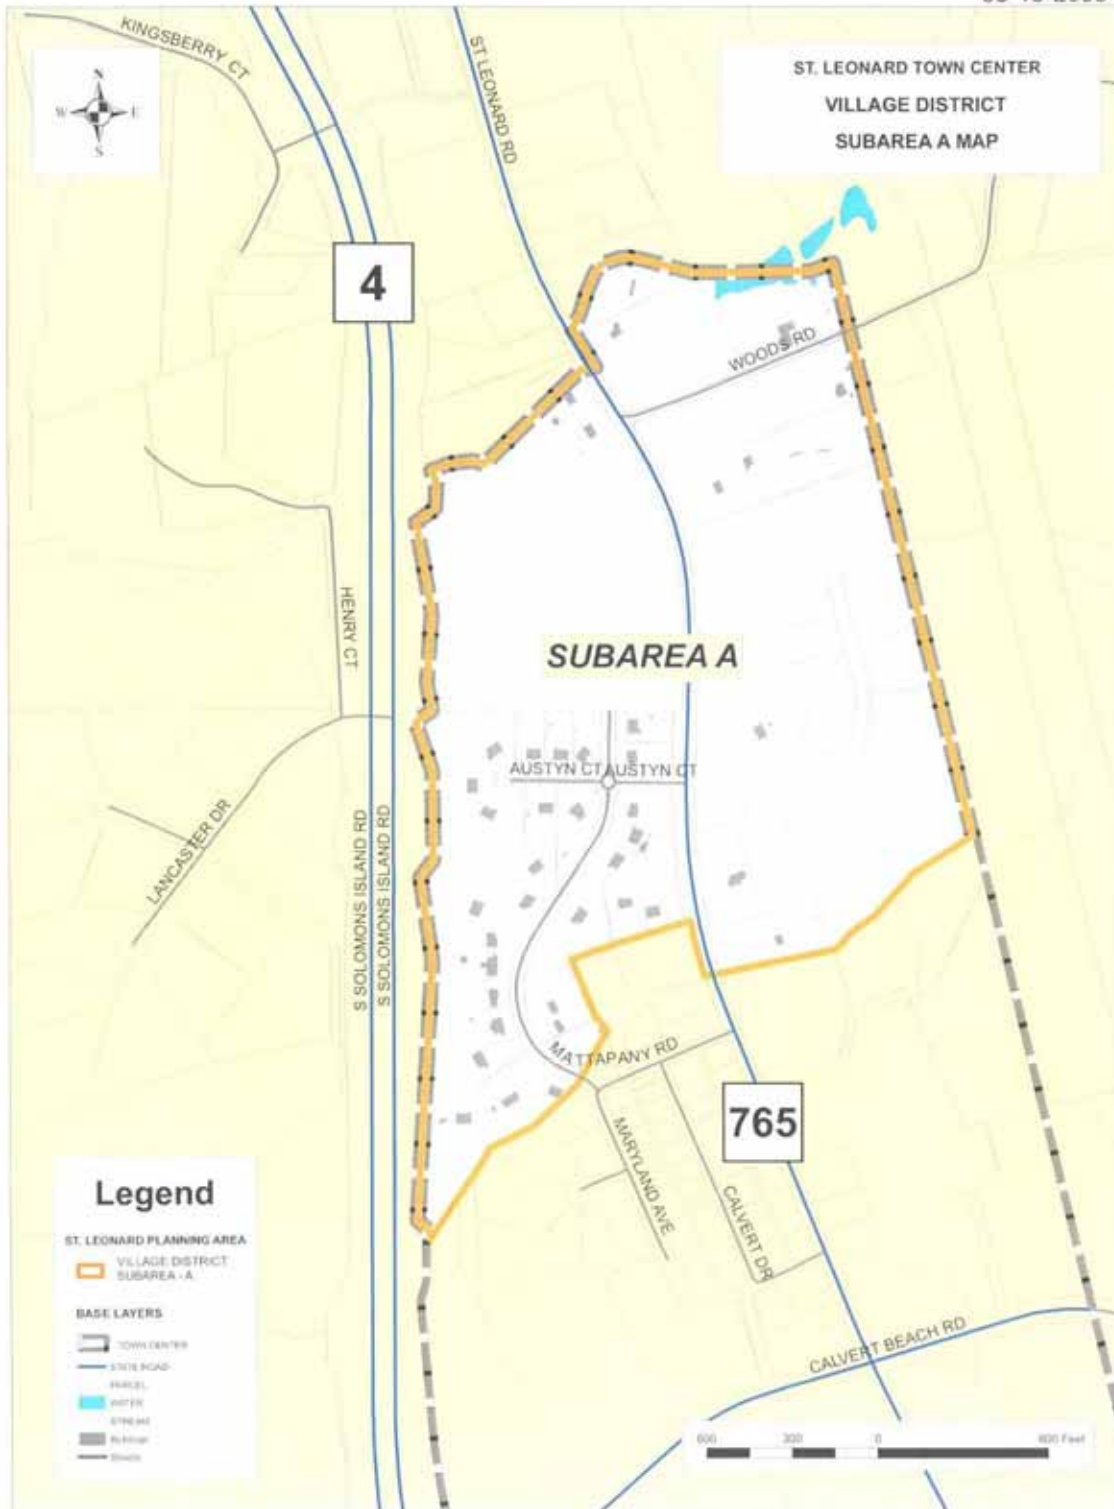 KINGSBERRY CT
ST LEONARD RD
N
W E
S
ST. LEONARD TOWN CENTER
VILLAGE DISTRICT
SUBAREA A MAP
4
WOODS RD
HENRY CT
SUBAREA A
AUSTYN CT AUSTYN CT
LANCASTER DR
S SOLOMONS ISLAND RD
S SOLOMONS ISLAND RD
MATTAPANY RD
765
MARYLAND AVE
CALVERT DR
CALVERT BEACH RD
Legend
ST. LEONARD PLANNING AREA
VILLAGE DISTRICT
SUBAREA - A
BASE LAYERS
TOWN CENTER
STATE ROAD
PARCEL
WATER
STREAM
Buildings
Streets
600 300 0 600 Feet